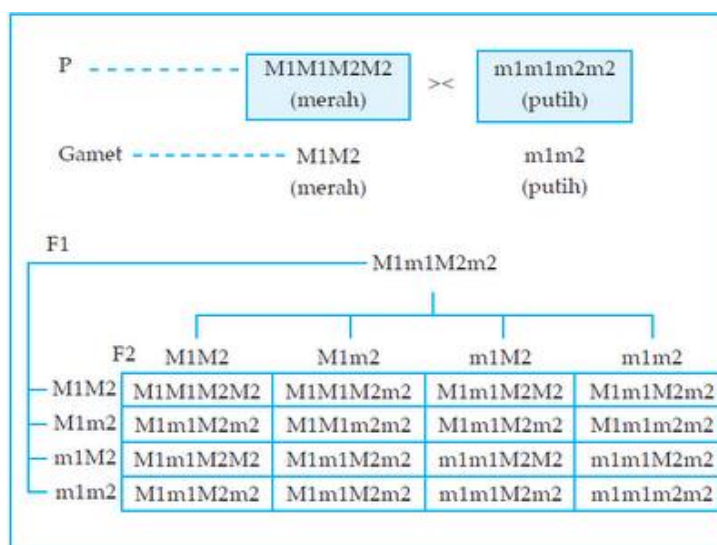 P M1M1M2M2 >< m1m1m2m2
(merah) (putih)
Gamet M1M2 m1m2
(merah) (putih)
F1
M1m1M2m2
F2 M1M2 M1m2 m1M2 m1m2
M1M2 M1M1M2M2 M1M1M2m2 M1m1M2M2 M1m1M2m2
M1m2 M1m1M2m2 M1M1m2m2 M1m1M2m2 M1m1m2m2
m1M2 M1m1M2M2 M1m1M2m2 m1m1M2M2 m1m1M2m2
m1m2 M1m1M2m2 M1m1M2m2 m1m1M2m2 m1m1m2m2